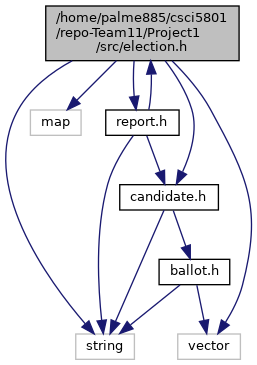 /home/palme885/csci5801
/repo-Team11/Project1
/src/election.h
map
report.h
candidate.h
ballot.h
string
vector